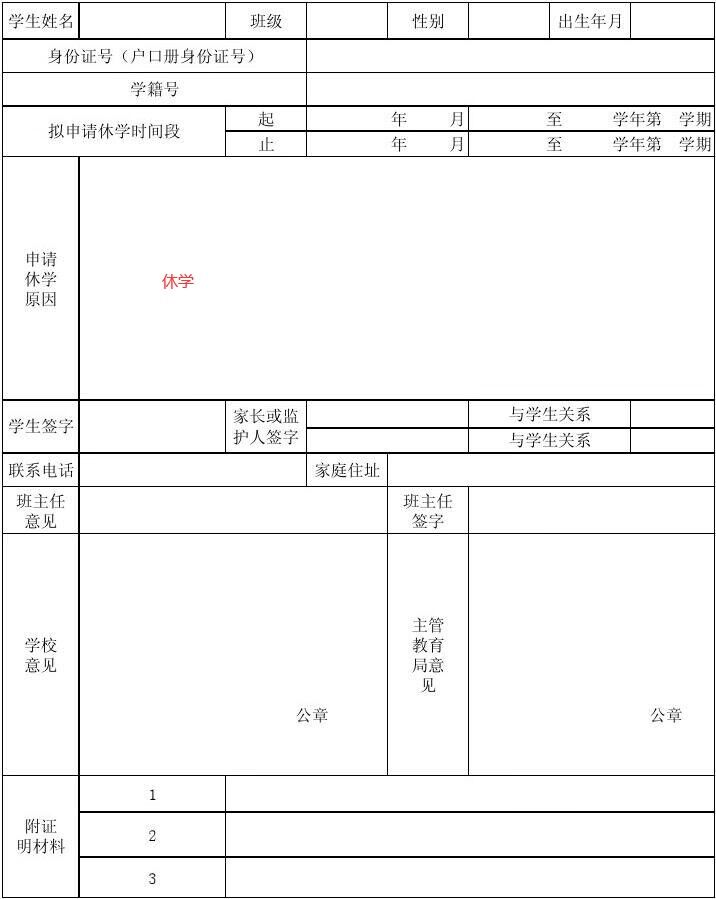 学生姓名 班级 性别 出生年月
身份证号（户口册身份证号）
学籍号
拟申请休学时间段 起 年 月 至 学年第 学期
止 年 月 至 学年第 学期
申请
休学
原因
休学
学生签字 家长或监
护人签字 与学生关系
与学生关系
联系电话 家庭住址
班主任
意见
班主任
签字
学校
意见
公章
主管
教育
局意
见
公章
附证
明材料
1
2
3